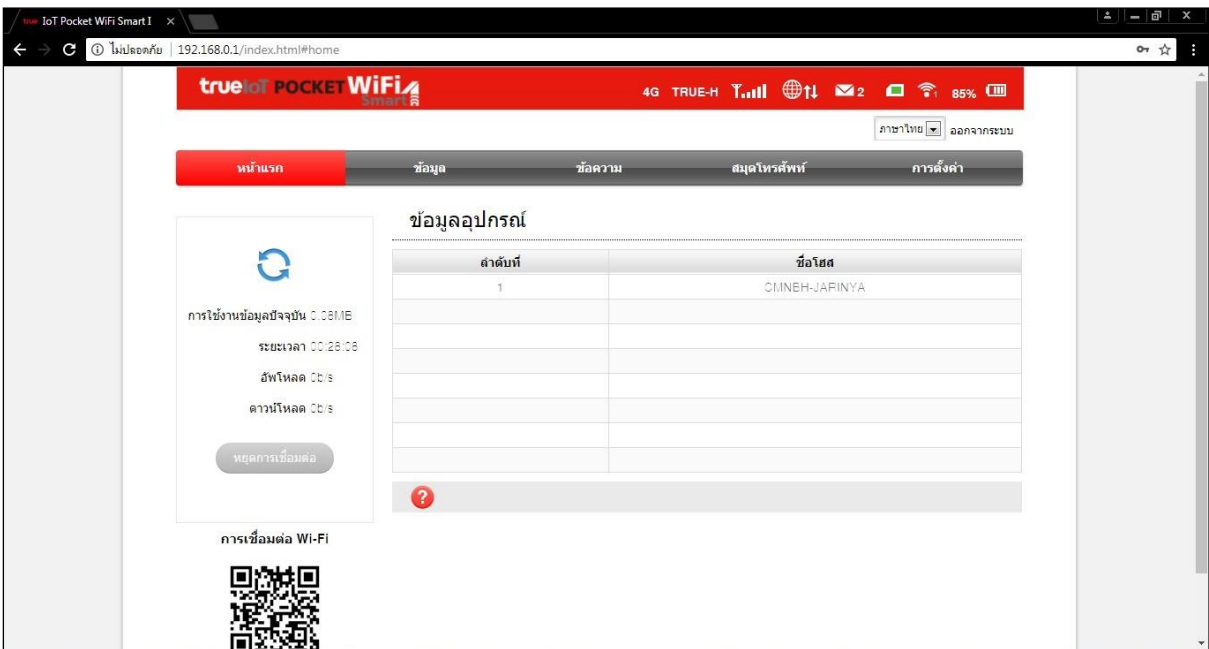 true IoT Pocket WiFi Smart I
ไม่ปลอดภัย 192.168.0.1/index.html#home
trueIoT POCKET WiFi
Smart
4G TRUE-H 2 1 85%
ภาษาไทย ออกจากระบบ
หน้าแรก ข้อมูล ข้อความ สมุดโทรศัพท์ การตั้งค่า
ข้อมูลอุปกรณ์
ลำดับที่ ชื่อโฮส
1
การใช้งานข้อมูลปัจจุบัน
ระยะเวลา
อัพโหลด 0b/s
ดาวน์โหลด 0b/s
หยุดการเชื่อมต่อ
?
การเชื่อมต่อ Wi-Fi